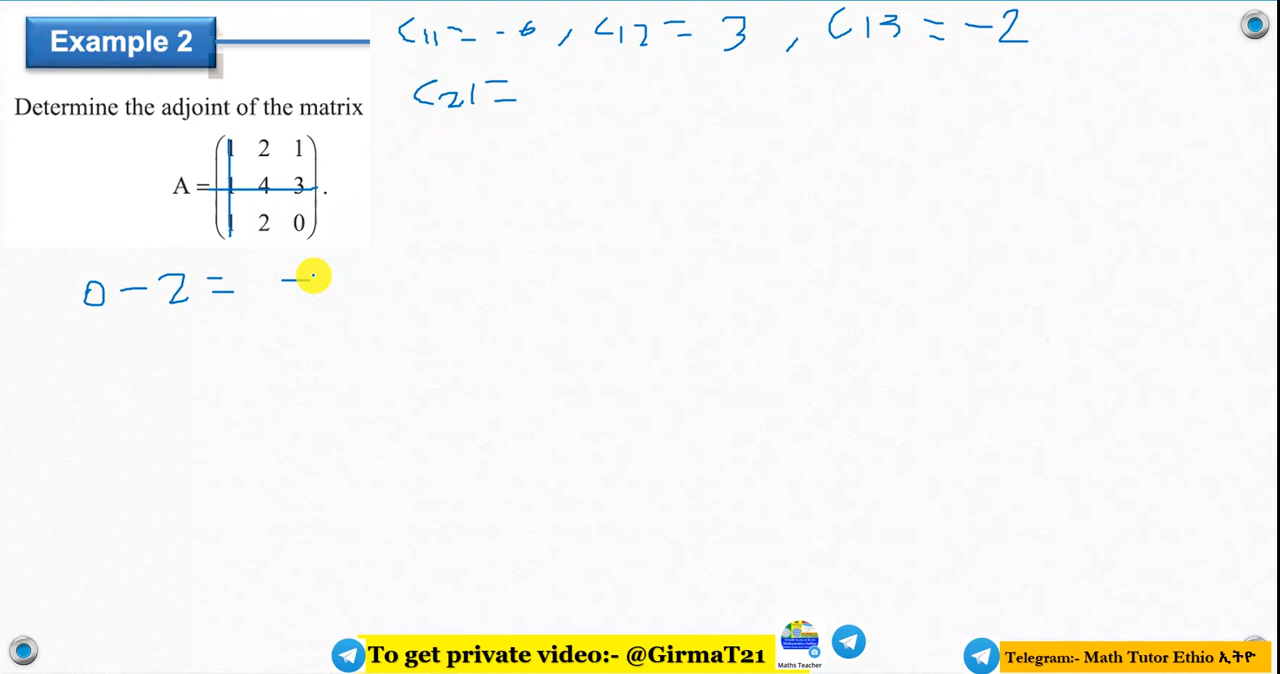 Example 2
C11 = -6 , C12 = 3 , C13 = -2
C21 =
Determine the adjoint of the matrix
1 2 1
A = 1 4 3 .
1 2 0
0 - 2 = -
To get private video:- @GirmaT21
Maths Teacher
Telegram:- Math Tutor Ethio ኢትዮ